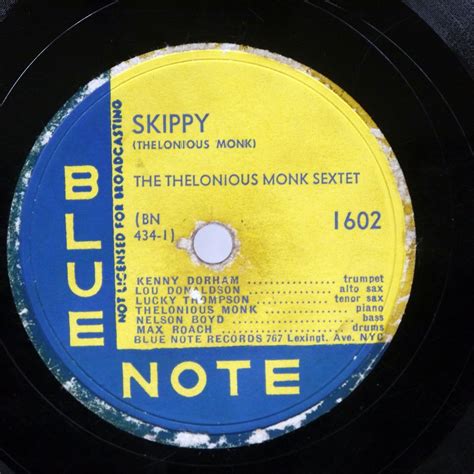 SKIPPY
(THELONIOUS MONK)
THE THELONIOUS MONK SEXTET
(BN
434-1)
1602
KENNY DORHAM .............. trumpet
LOU DONALDSON .............. alto sax
LUCKY THOMPSON .......... tenor sax
THELONIOUS MONK .............. piano
NELSON BOYD .................. bass
MAX ROACH .................. drums
BLUE NOTE RECORDS 767 Lexingt. Ave. NYC
NOT LICENSED FOR BROADCASTING
BLUE
NOTE